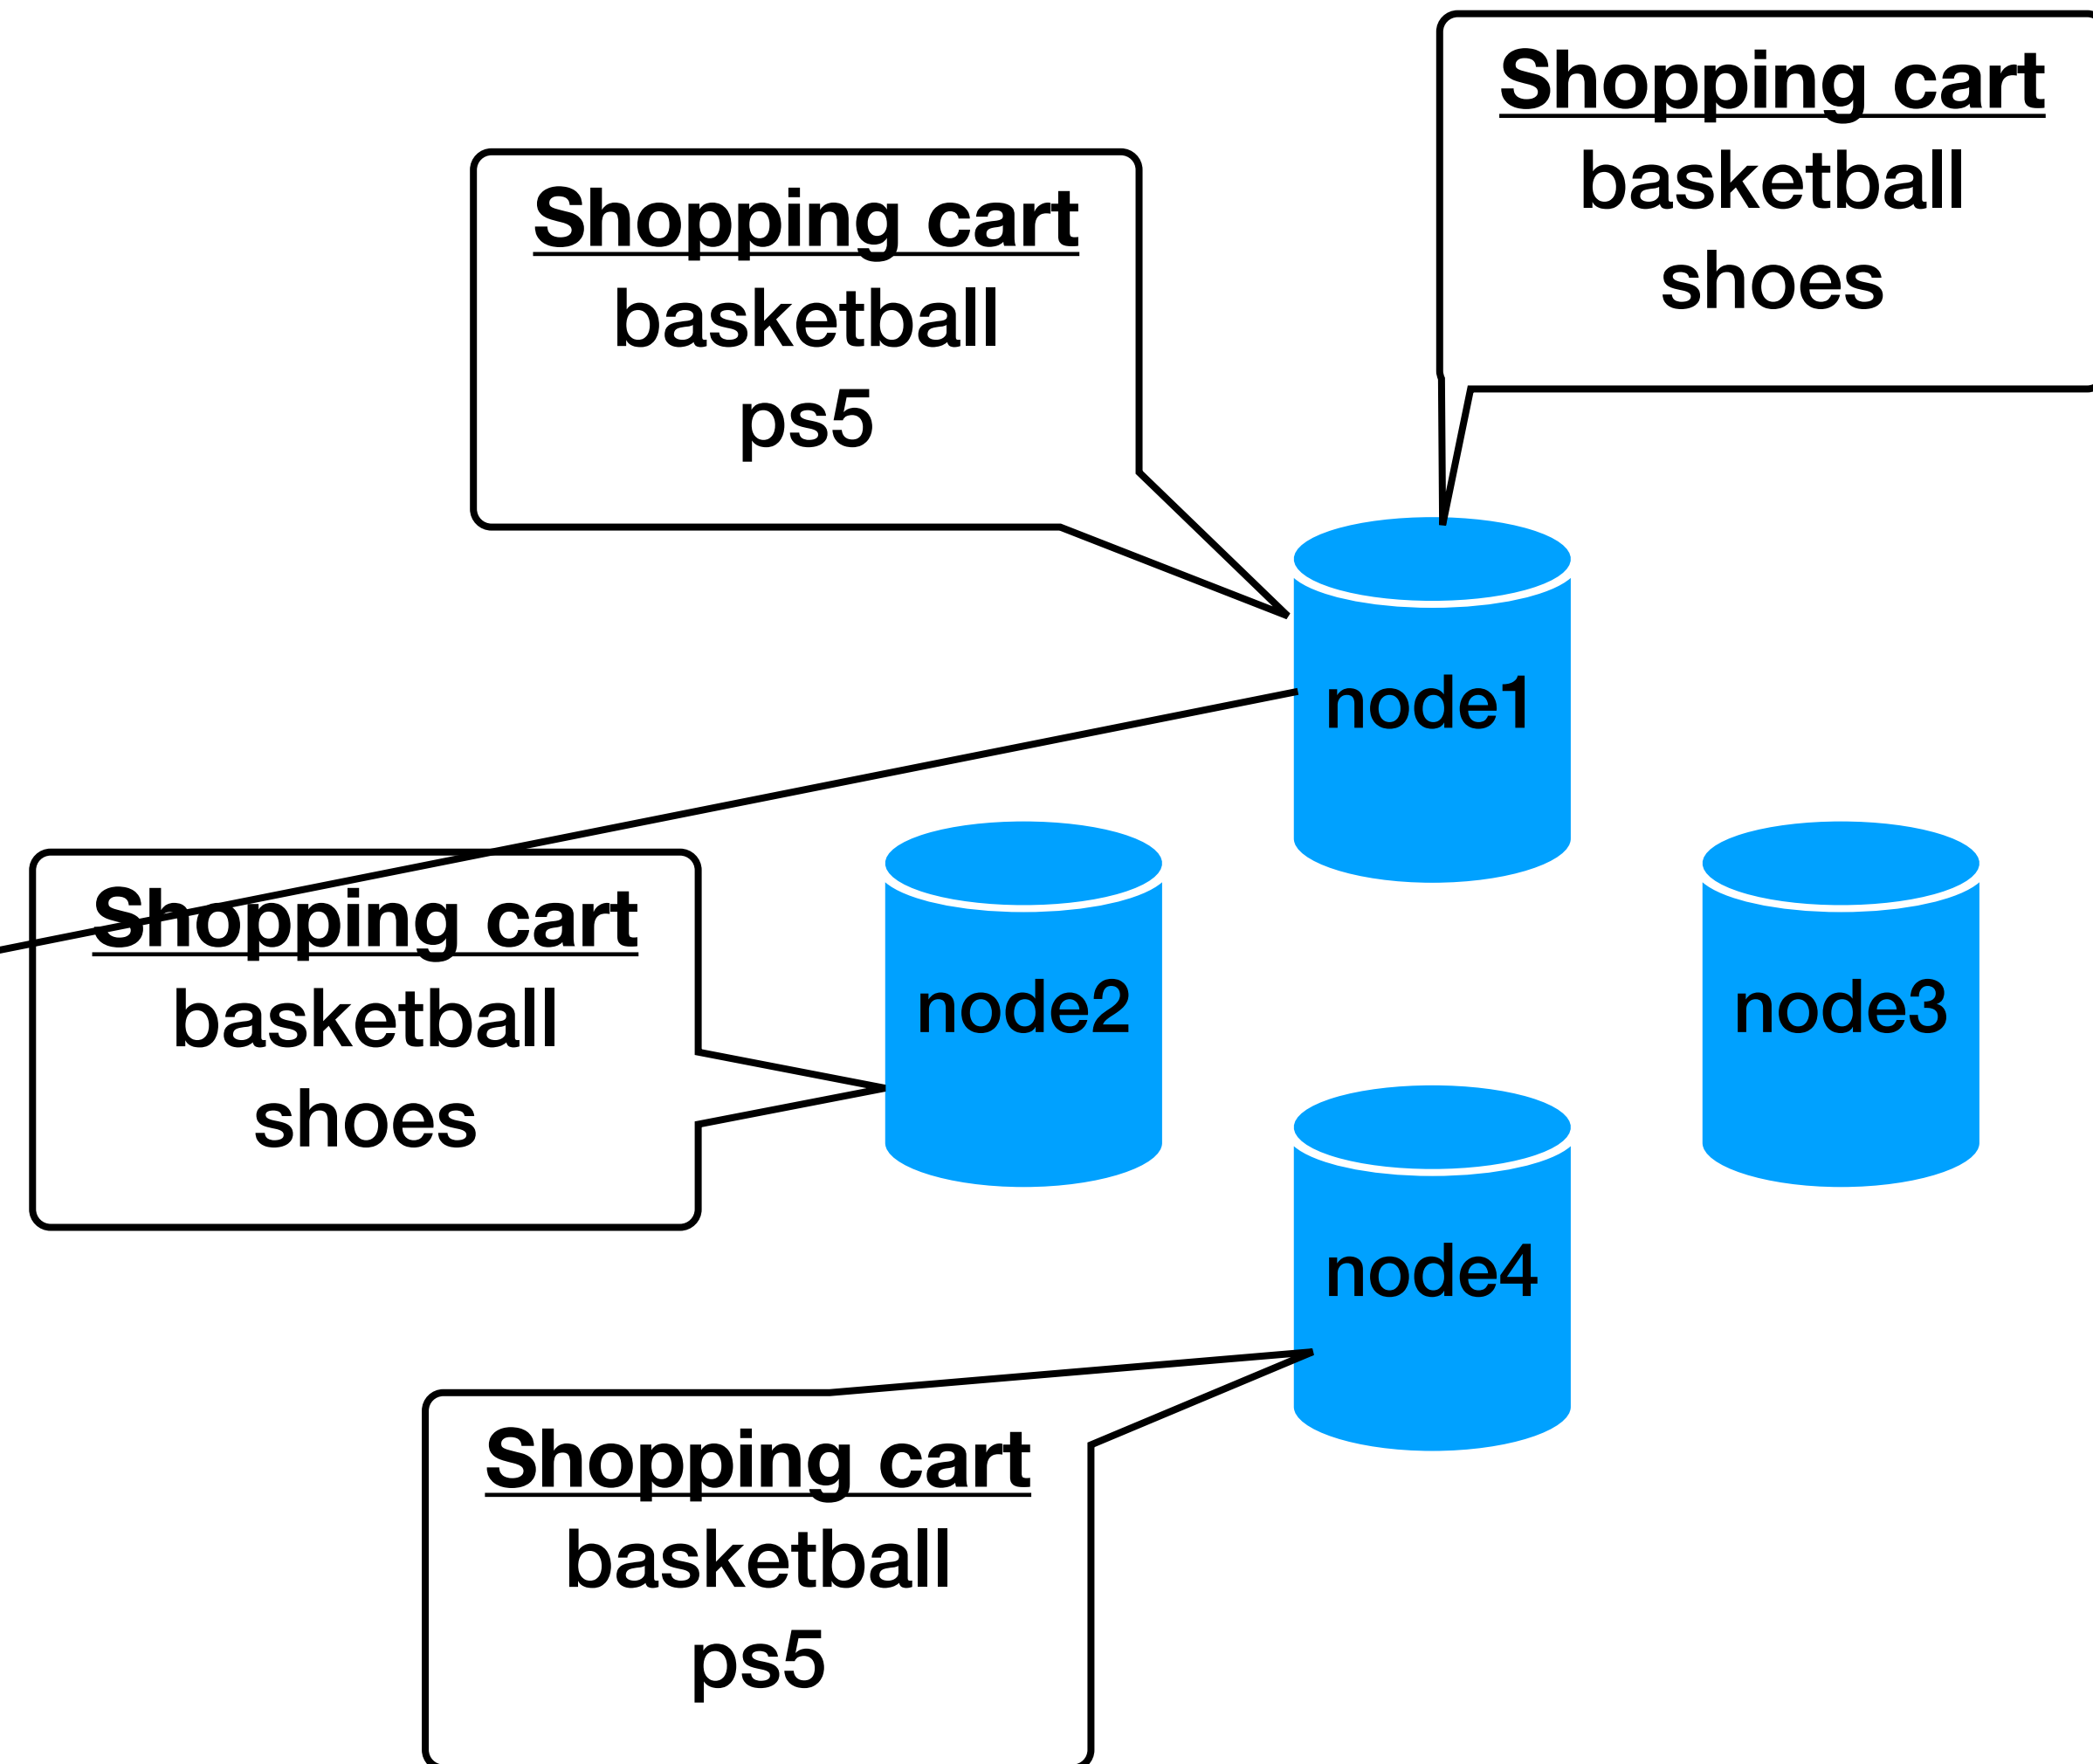 Shopping cart
basketball
shoes
Shopping cart
basketball
ps5
node1
Shopping cart
basketball
shoes
node2
node3
node4
Shopping cart
basketball
ps5